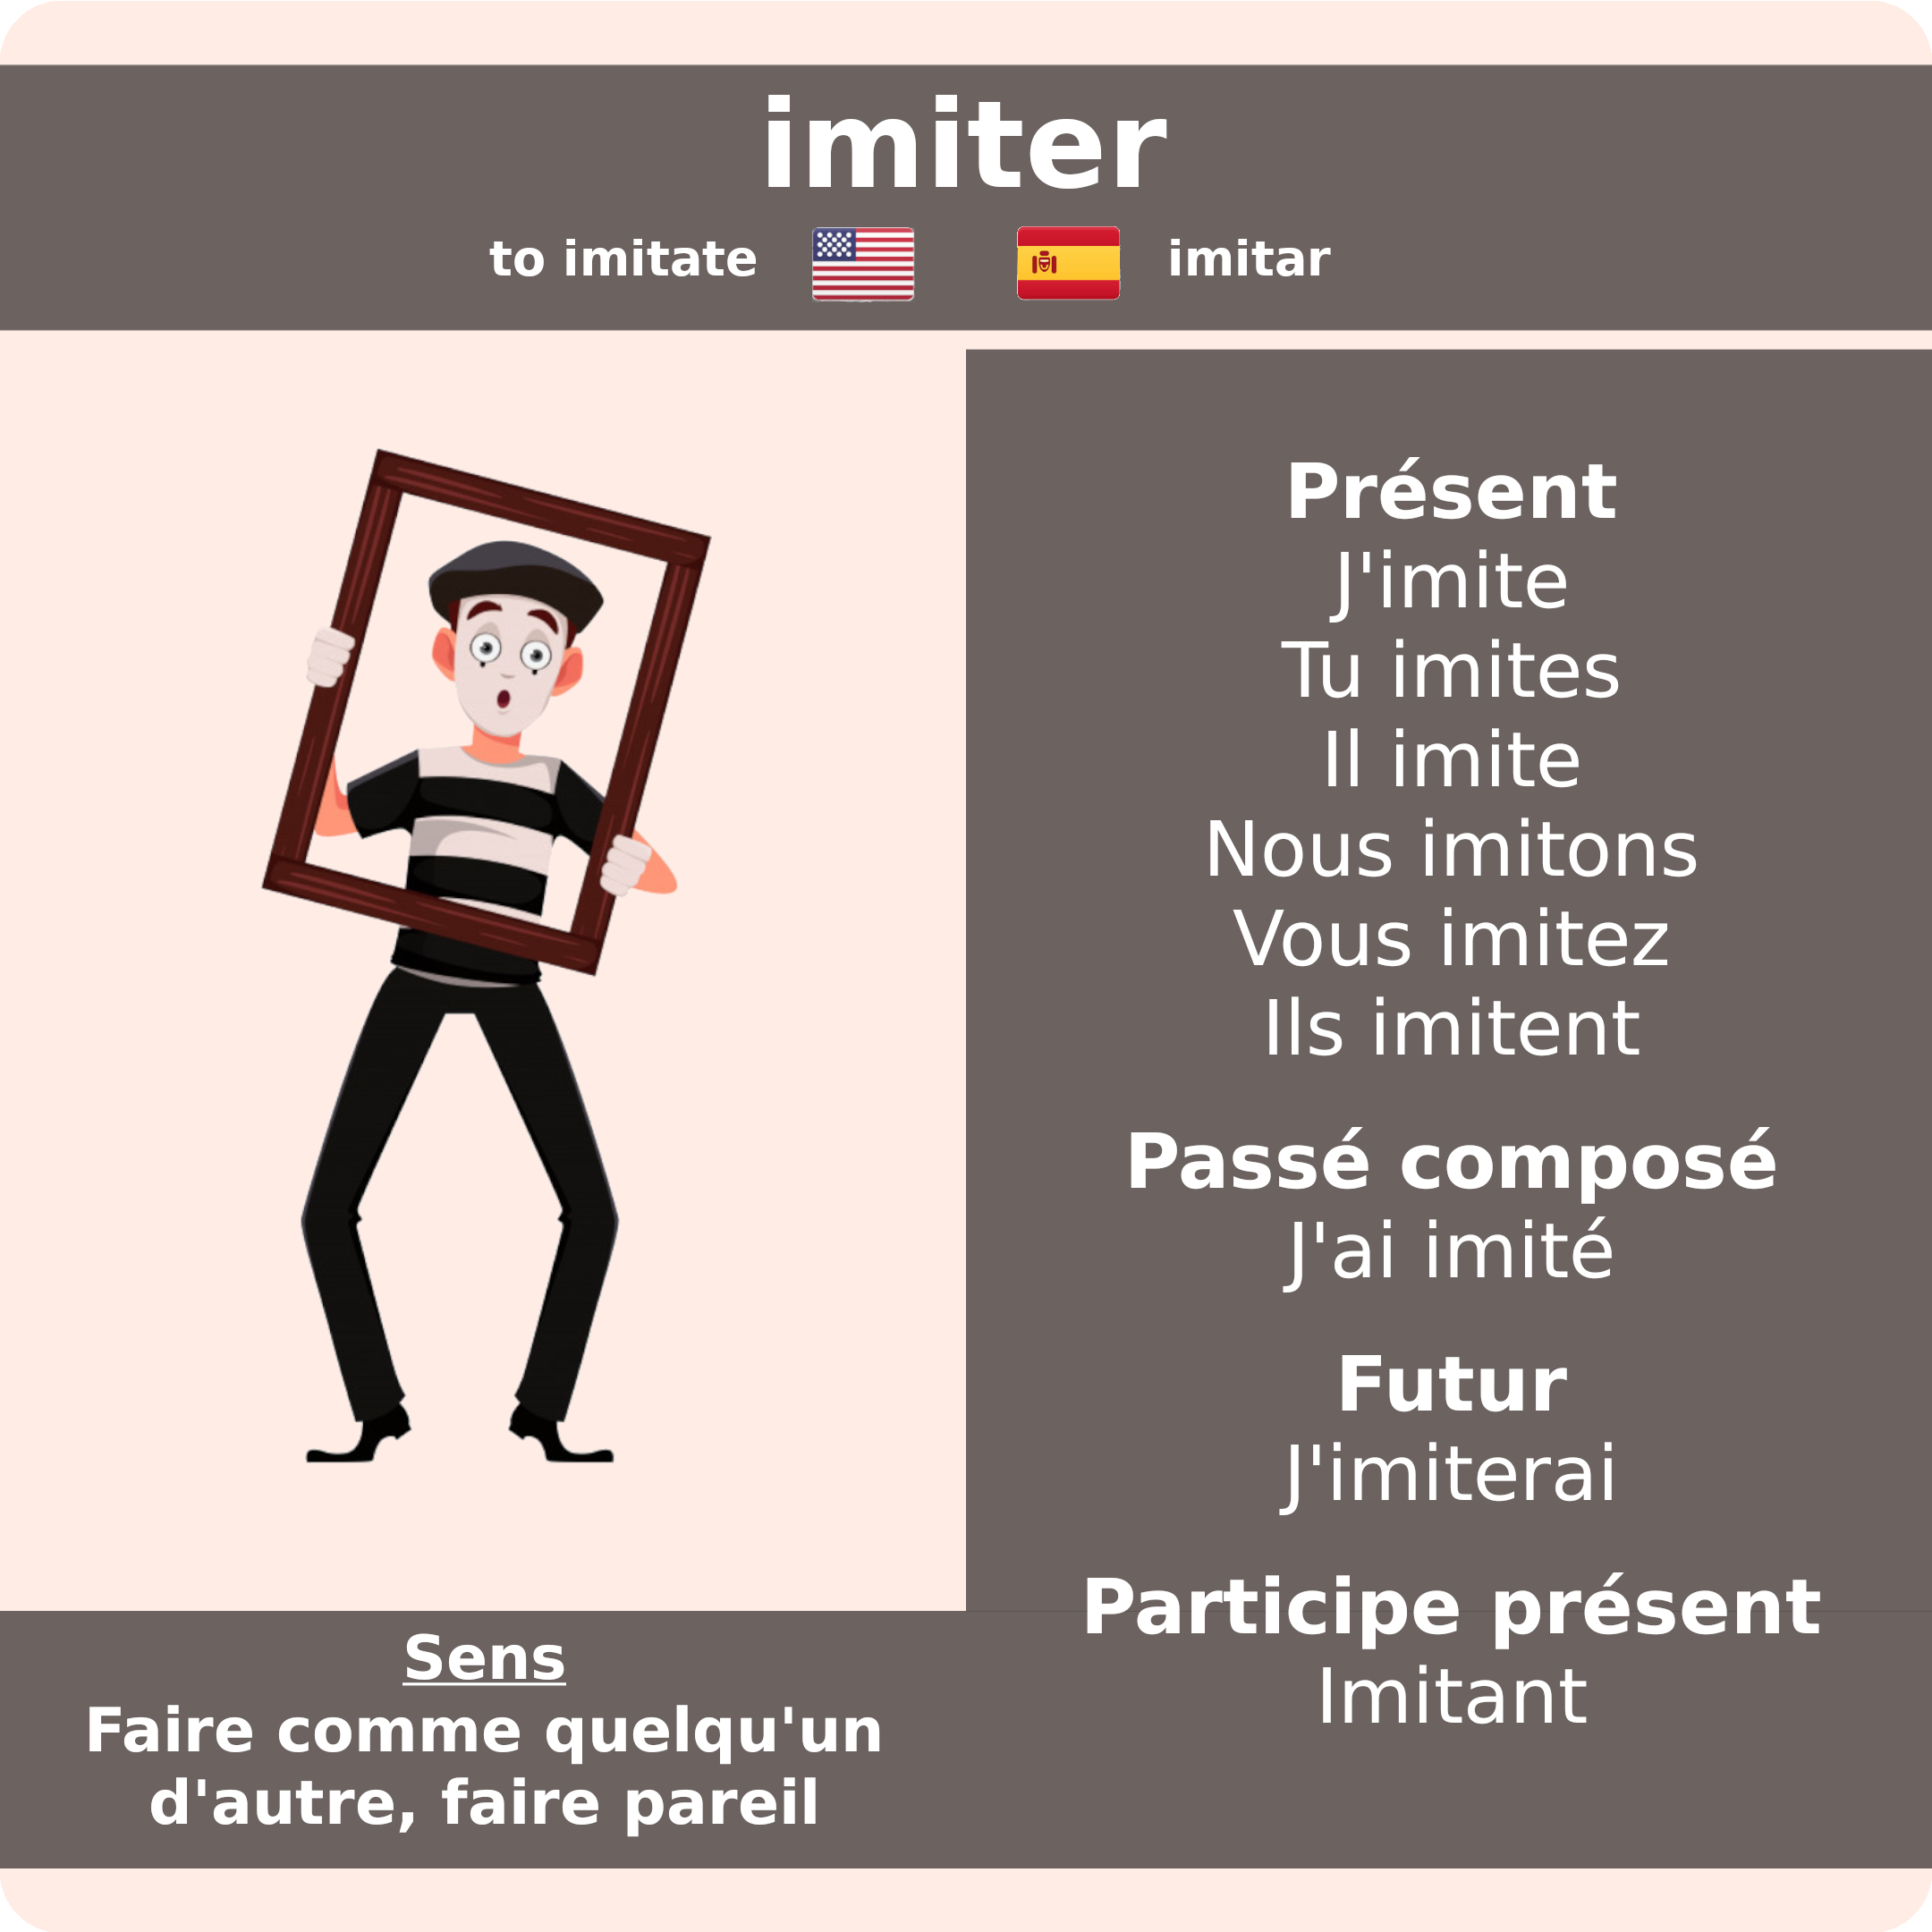 imiter
to imitate
imitar
Présent
J'imite
Tu imites
Il imite
Nous imitons
Vous imitez
Ils imitent
Passé composé
J'ai imité
Futur
J'imiterai
Participe présent
Imitant
Sens
Faire comme quelqu'un
d'autre, faire pareil